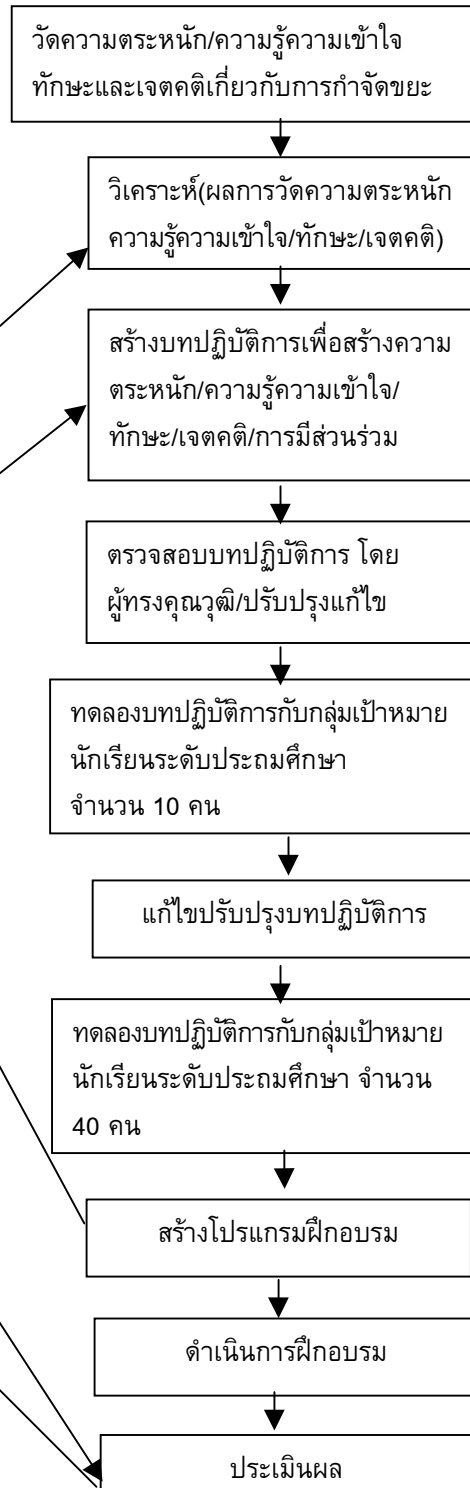 วัดความตระหนัก/ความรู้ความเข้าใจ
ทักษะและเจตคติเกี่ยวกับการกำจัดขยะ
วิเคราะห์(ผลการวัดความตระหนัก
ความรู้ความเข้าใจ/ทักษะ/เจตคติ)
สร้างบทปฏิบัติการเพื่อสร้างความ
ตระหนัก/ความรู้ความเข้าใจ/
ทักษะ/เจตคติ/การมีส่วนร่วม
ตรวจสอบบทปฏิบัติการ โดย
ผู้ทรงคุณวุฒิ/ปรับปรุงแก้ไข
ทดลองบทปฏิบัติการกับกลุ่มเป้าหมาย
นักเรียนระดับประถมศึกษา
จำนวน 10 คน
แก้ไขปรับปรุงบทปฏิบัติการ
ทดลองบทปฏิบัติการกับกลุ่มเป้าหมาย
นักเรียนระดับประถมศึกษา จำนวน
40 คน
สร้างโปรแกรมฝึกอบรม
ดำเนินการฝึกอบรม
ประเมินผล